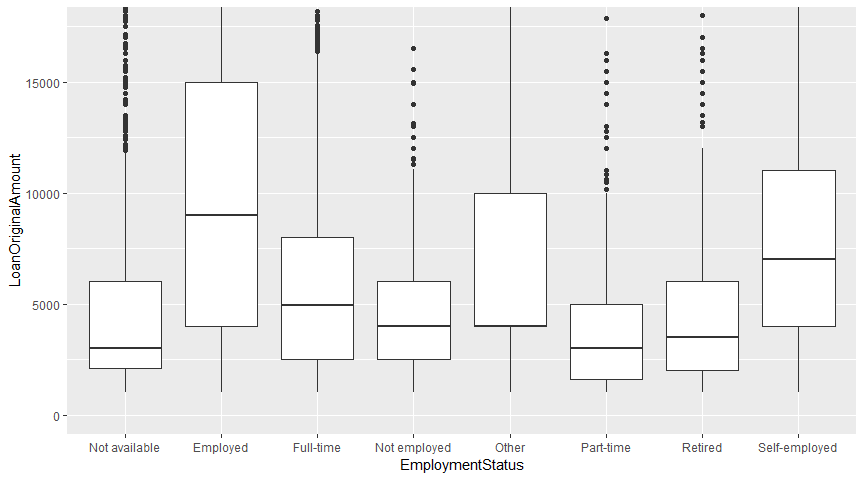 LoanOriginalAmount
15000
10000
5000
0
Not available Employed Full-time Not employed Other Part-time Retired Self-employed
EmploymentStatus